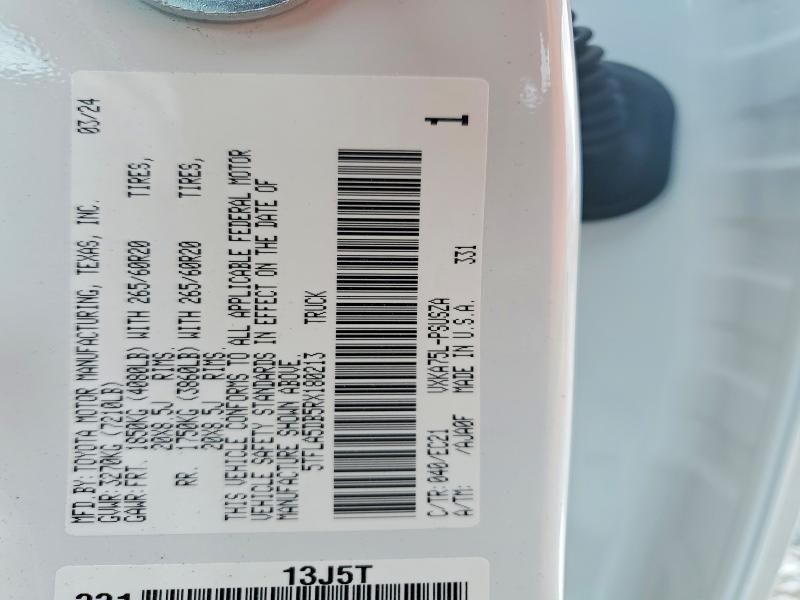 MFD.BY: TOYOTA MOTOR MANUFACTURING, TEXAS, INC. 03/24
GVWR: 3270KG (7210LB)
GAWR: FRT. 1850KG (4080LB) WITH 265/60R20 TIRES,
20X8.5J RIMS.
RR. 1750KG (3860LB) WITH 265/60R20 TIRES,
20X8.5J RIMS.
THIS VEHICLE CONFORMS TO ALL APPLICABLE FEDERAL MOTOR
VEHICLE SAFETY STANDARDS IN EFFECT ON THE DATE OF
MANUFACTURE SHOWN ABOVE.
5TFLA5DB5RX180213 TRUCK
1
C/TR: 040/EC21 VXKA75L-PSUSZA
A/TM: /AJA0F MADE IN U.S.A. 331
13J5T
331